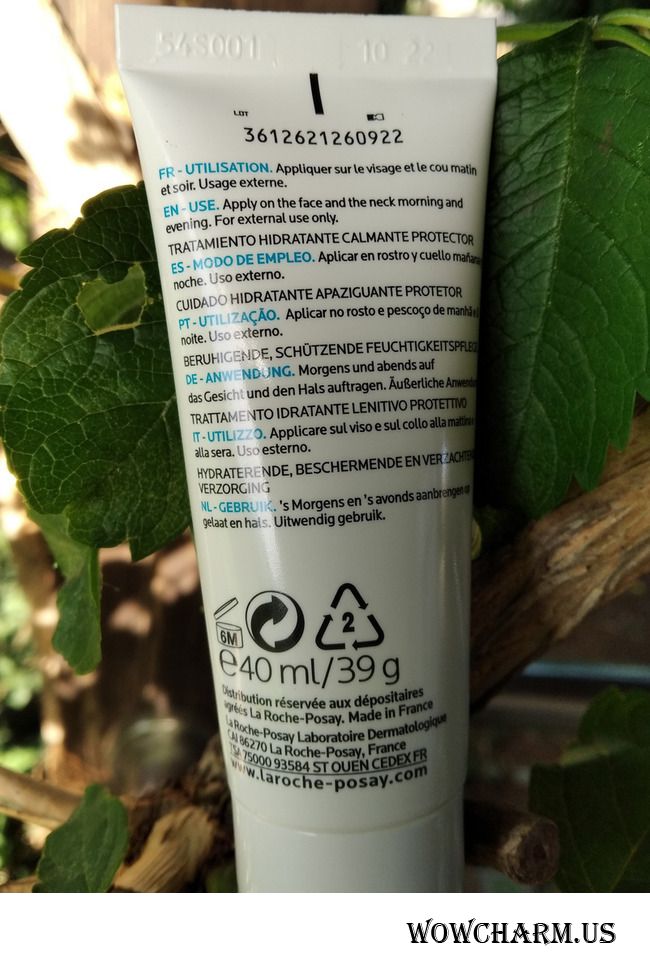 54S001 10 22
LOT
3612621260922
FR - UTILISATION. Appliquer sur le visage et le cou matin
et soir. Usage externe.
EN - USE. Apply on the face and the neck morning and
evening. For external use only.
TRATAMIENTO HIDRATANTE CALMANTE PROTECTOR
ES - MODO DE EMPLEO. Aplicar en rostro y cuello
noche. Uso externo.
CUIDADO HIDRATANTE APAZIGUANTE PROTETOR
PT - UTILIZAÇÃO. Aplicar no rosto e pescoço de manhã
noite. Uso externo.
BERUHIGENDE, SCHÜTZENDE FEUCHTIGKEITSPFLEGE
DE - ANWENDUNG. Morgens und abends auf
das Gesicht und den Hals auftragen. Äußerliche
TRATTAMENTO IDRATANTE LENITIVO PROTETTIVO
IT - UTILIZZO. Applicare sul viso e sul collo alla mattina e
alla sera. Uso esterno.
HYDRATERENDE, BESCHERMENDE EN
VERZORGING
NL - GEBRUIK. 's Morgens en 's avonds aanbrengen op
gelaat en hals. Uitwendig gebruik.
6M 2
e40 ml/39 g
Distribution réservée aux dépositaires
agréés La Roche-Posay. Made in France
La Roche-Posay Laboratoire Dermatologique
CAI 86270 La Roche-Posay, France
TSA 75000 93584 ST OUEN CEDEX FR
www.laroche-posay.com
WOWCHARM.US